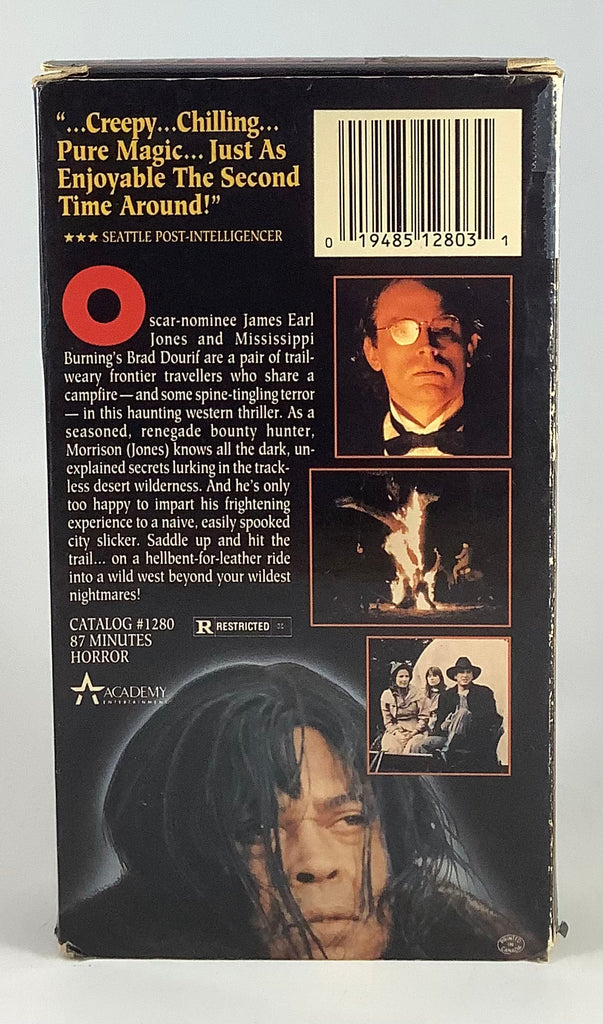 “...Creepy...Chilling...
Pure Magic... Just As
Enjoyable The Second
Time Around!”
★★★ SEATTLE POST-INTELLIGENCER
0 19485 12803 1
Oscar-nominee James Earl
Jones and Mississippi
Burning's Brad Dourif are a pair of trail-
weary frontier travellers who share a
campfire — and some spine-tingling terror
— in this haunting western thriller. As a
seasoned, renegade bounty hunter,
Morrison (Jones) knows all the dark, un-
explained secrets lurking in the track-
less desert wilderness. And he's only
too happy to impart his frightening
experience to a naive, easily spooked
city slicker. Saddle up and hit the
trail... on a hellbent-for-leather ride
into a wild west beyond your wildest
nightmares!
CATALOG #1280
87 MINUTES
HORROR
R RESTRICTED
ACADEMY
ENTERTAINMENT
PRINTED
IN
CANADA